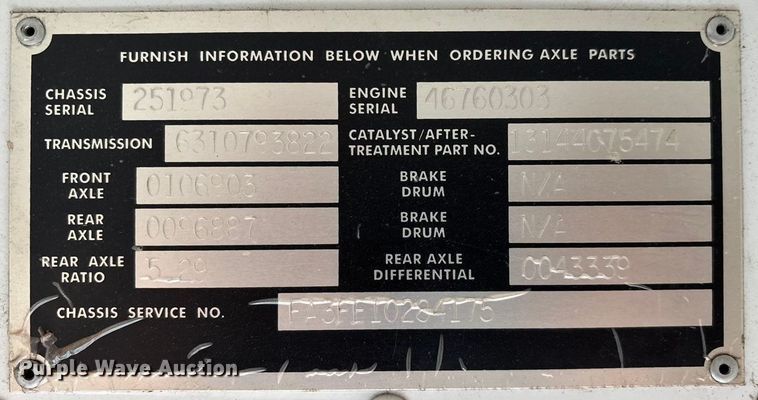 FURNISH INFORMATION BELOW WHEN ORDERING AXLE PARTS
CHASSIS SERIAL 251973
ENGINE SERIAL 46760303
TRANSMISSION 6310793822
CATALYST/AFTER-TREATMENT PART NO. 13144C75474
FRONT AXLE 0106903
BRAKE DRUM N/A
REAR AXLE 0096887
BRAKE DRUM N/A
REAR AXLE RATIO 5.29
REAR AXLE DIFFERENTIAL 0043339
CHASSIS SERVICE NO.
Purple Wave Auction